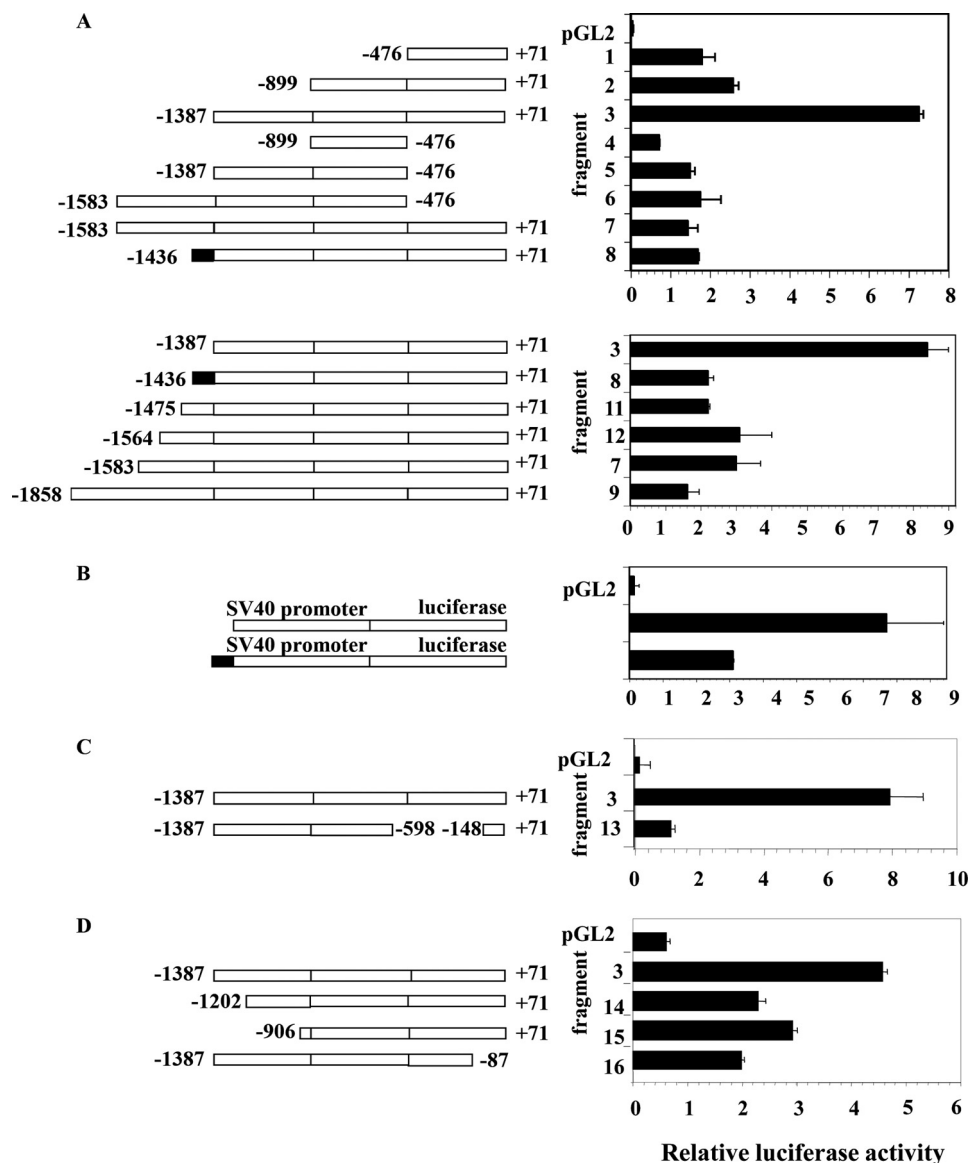 A
pGL2
-476 +71 1
-899 +71 2
-1387 +71 3
-899 -476 4
-1387 -476 5
-1583 -476 6
-1583 +71 7
-1436 +71 8
fragment
0 1 2 3 4 5 6 7 8
-1387 +71 3
-1436 +71 8
-1475 +71 11
-1564 +71 12
-1583 +71 7
-1858 +71 9
fragment
0 1 2 3 4 5 6 7 8 9
B
pGL2
SV40 promoter luciferase
SV40 promoter luciferase
0 1 2 3 4 5 6 7 8 9
C
pGL2
-1387 +71 3
-1387 -598 -148 +71 13
fragment
0 2 4 6 8 10
D
pGL2
-1387 +71 3
-1202 +71 14
-906 +71 15
-1387 -87 16
fragment
0 1 2 3 4 5 6
Relative luciferase activity